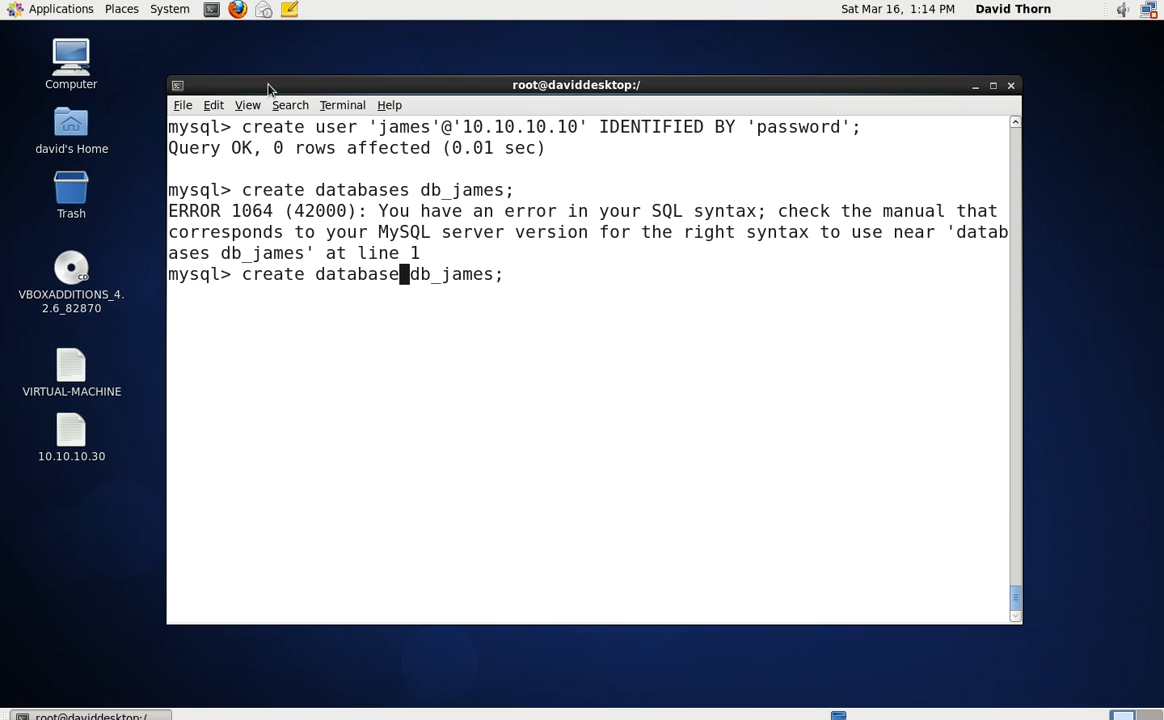 Applications Places System Sat Mar 16, 1:14 PM David Thorn
Computer
david's Home
Trash
VBOXADDITIONS_4.
2.6_82870
VIRTUAL-MACHINE
10.10.10.30
root@daviddesktop:/
File Edit View Search Terminal Help
mysql> create user 'james'@'10.10.10.10' IDENTIFIED BY 'password';
Query OK, 0 rows affected (0.01 sec)
mysql> create databases db_james;
ERROR 1064 (42000): You have an error in your SQL syntax; check the manual that
corresponds to your MySQL server version for the right syntax to use near 'datab
ases db_james' at line 1
mysql> create database db_james;
root@daviddesktop:/